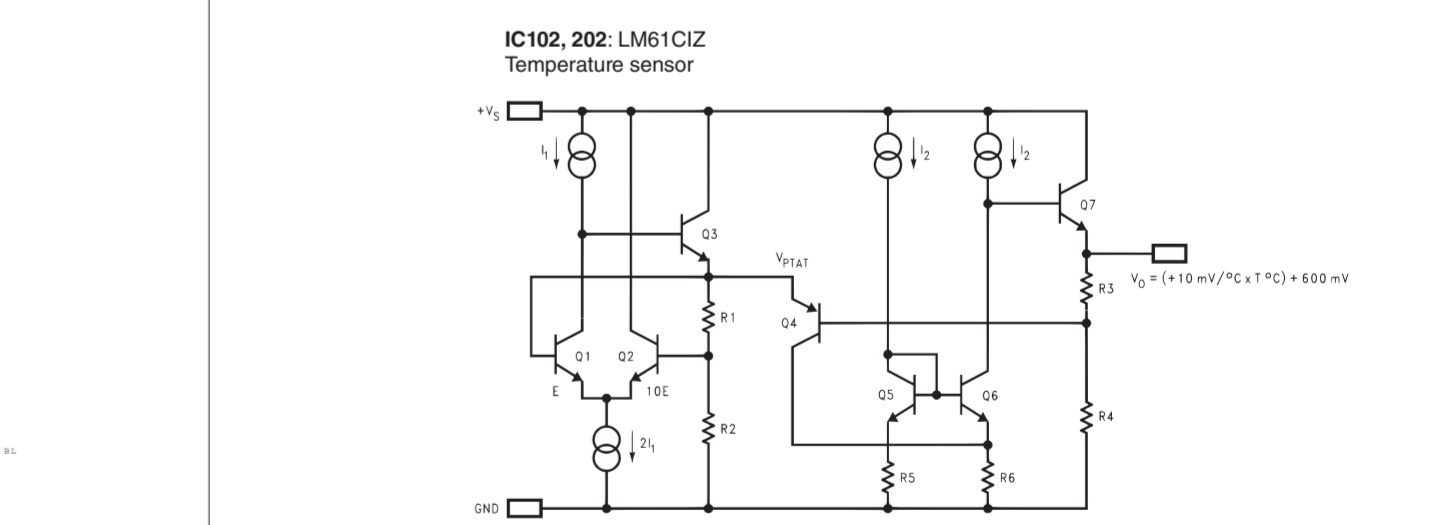 IC102, 202: LM61CIZ
Temperature sensor
+VS
I1
I2
I2
Q7
Q3
VPTAT
VO = (+10 mV/°C x T °C) + 600 mV
R3
R1
Q4
Q1
Q2
E
10E
Q5
Q6
R4
R2
2I1
BL
R5
R6
GND